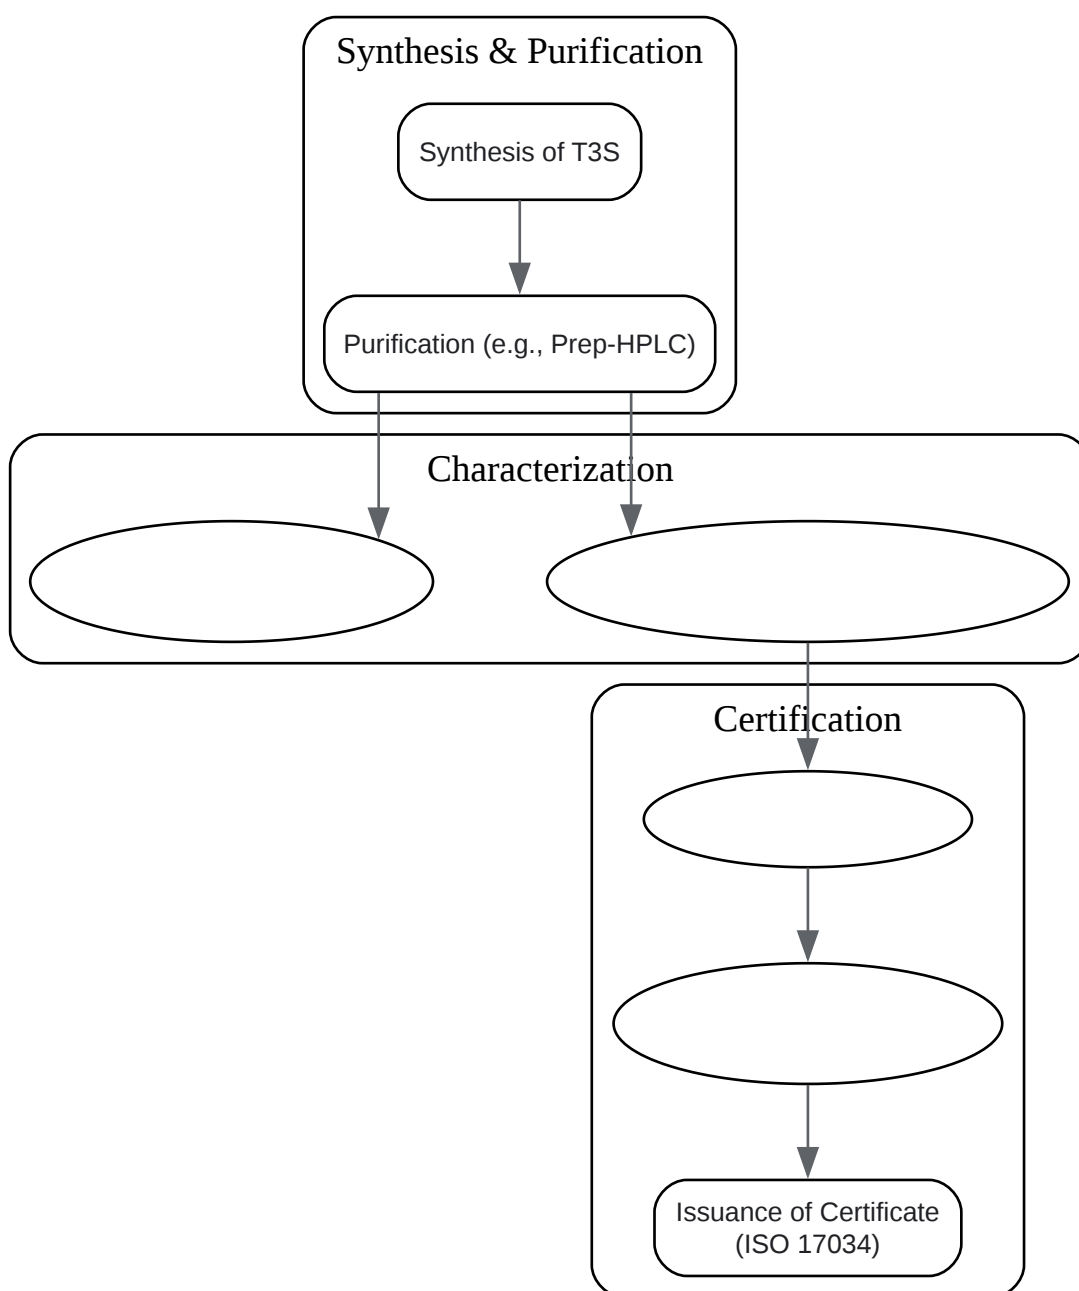 Synthesis & Purification
Synthesis of T3S
Purification (e.g., Prep-HPLC)
Characterization
Certification
Issuance of Certificate
(ISO 17034)